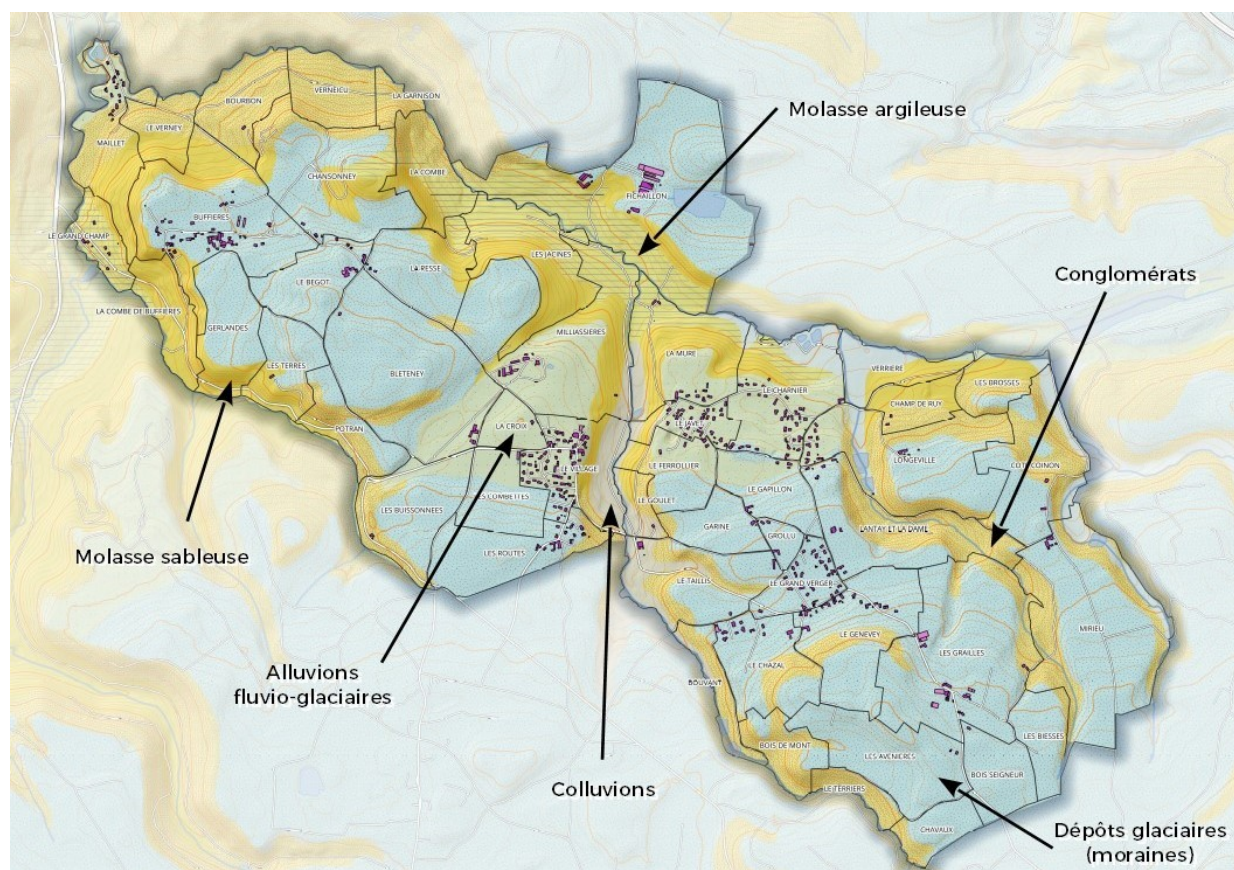 VERNEICU
BOURBON
LA GARNISON
Molasse argileuse
LE VERNEY
MAILLET
LA COMBE
CHANSONNEY
FICHAILLON
BUFFIERES
LE GRAND CHAMP
LES JACINES
LA RESSE
LE BEGOT
Conglomérats
LA COMBE DE BUFFIÈRES
GERLANDES
MILLIASSIERES
LA MURE
LES TERRES
BLETENEY
VERRIERE
LES BROSSES
LE CHARNIER
CHAMP DE RUY
POTRAN
LA CROIX
LE JAVET
LONGEVILLE
COTE COINON
LE VILLAGE
LE FERROLLIER
LE GAPILLON
LES COMBETTES
LE GOULET
LES BUISSONNEES
GARINE
LANTAY ET LA DAME
GROLLU
LES ROUTES
Molasse sableuse
LE TAILLIS
LE GRAND VERGER
MIRIEU
LE GENEVEY
LES GRAILLES
LE CHAZAL
Alluvions
fluvio-glaciaires
BOUVANT
LES BIESSES
BOIS DE MONT
LES AVENIERES
BOIS SEIGNEUR
Colluvions
LE TERRIERS
CHAVAUX
Dépôts glaciaires
(moraines)